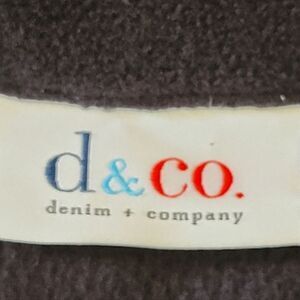 d&co.
denim + company